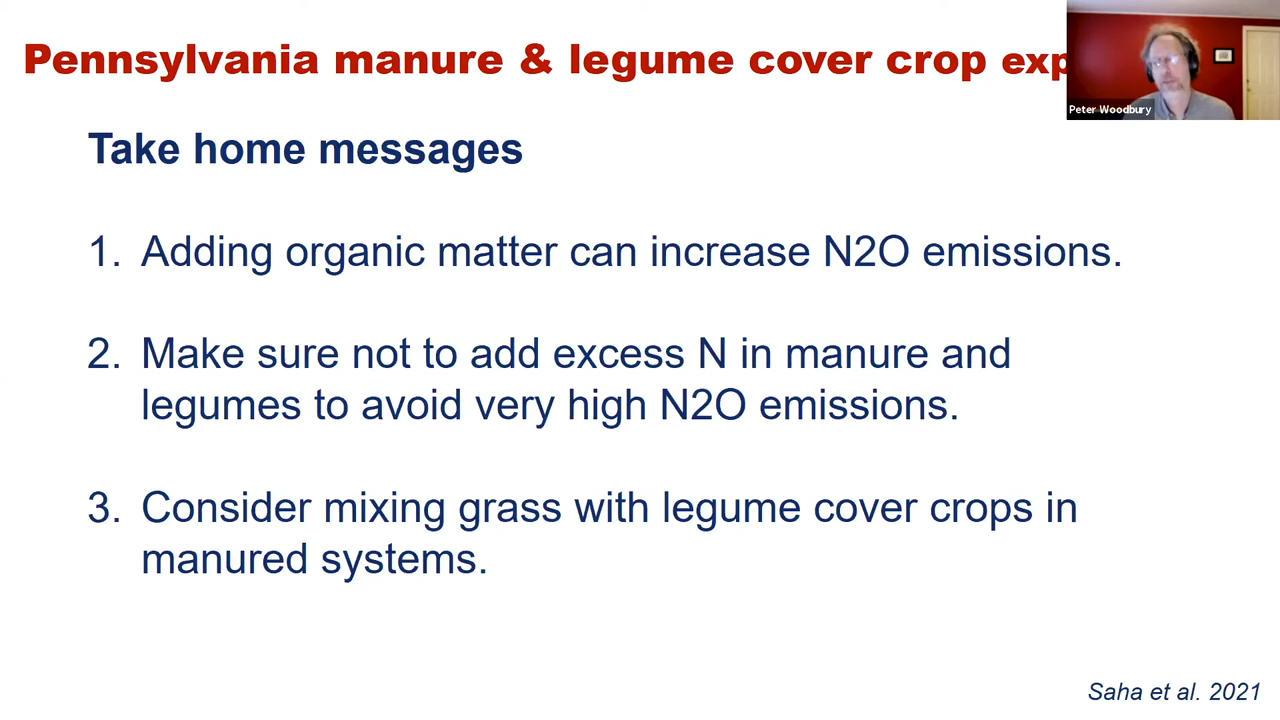 Pennsylvania manure & legume cover crop
Peter Woodbury
Take home messages
1. Adding organic matter can increase N2O emissions.
2. Make sure not to add excess N in manure and
legumes to avoid very high N2O emissions.
3. Consider mixing grass with legume cover crops in
manured systems.
Saha et al. 2021